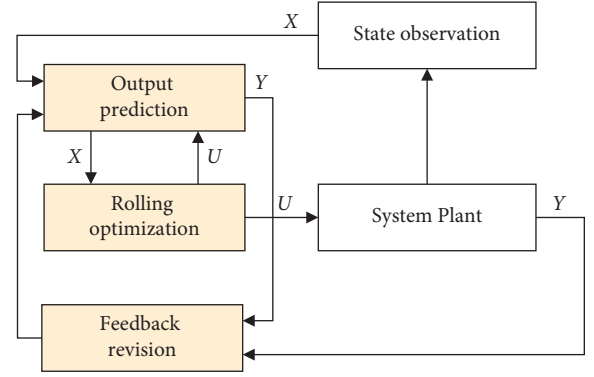 X
State observation
Output
prediction
Y
X
U
Rolling
optimization
U
System Plant
Y
Feedback
revision